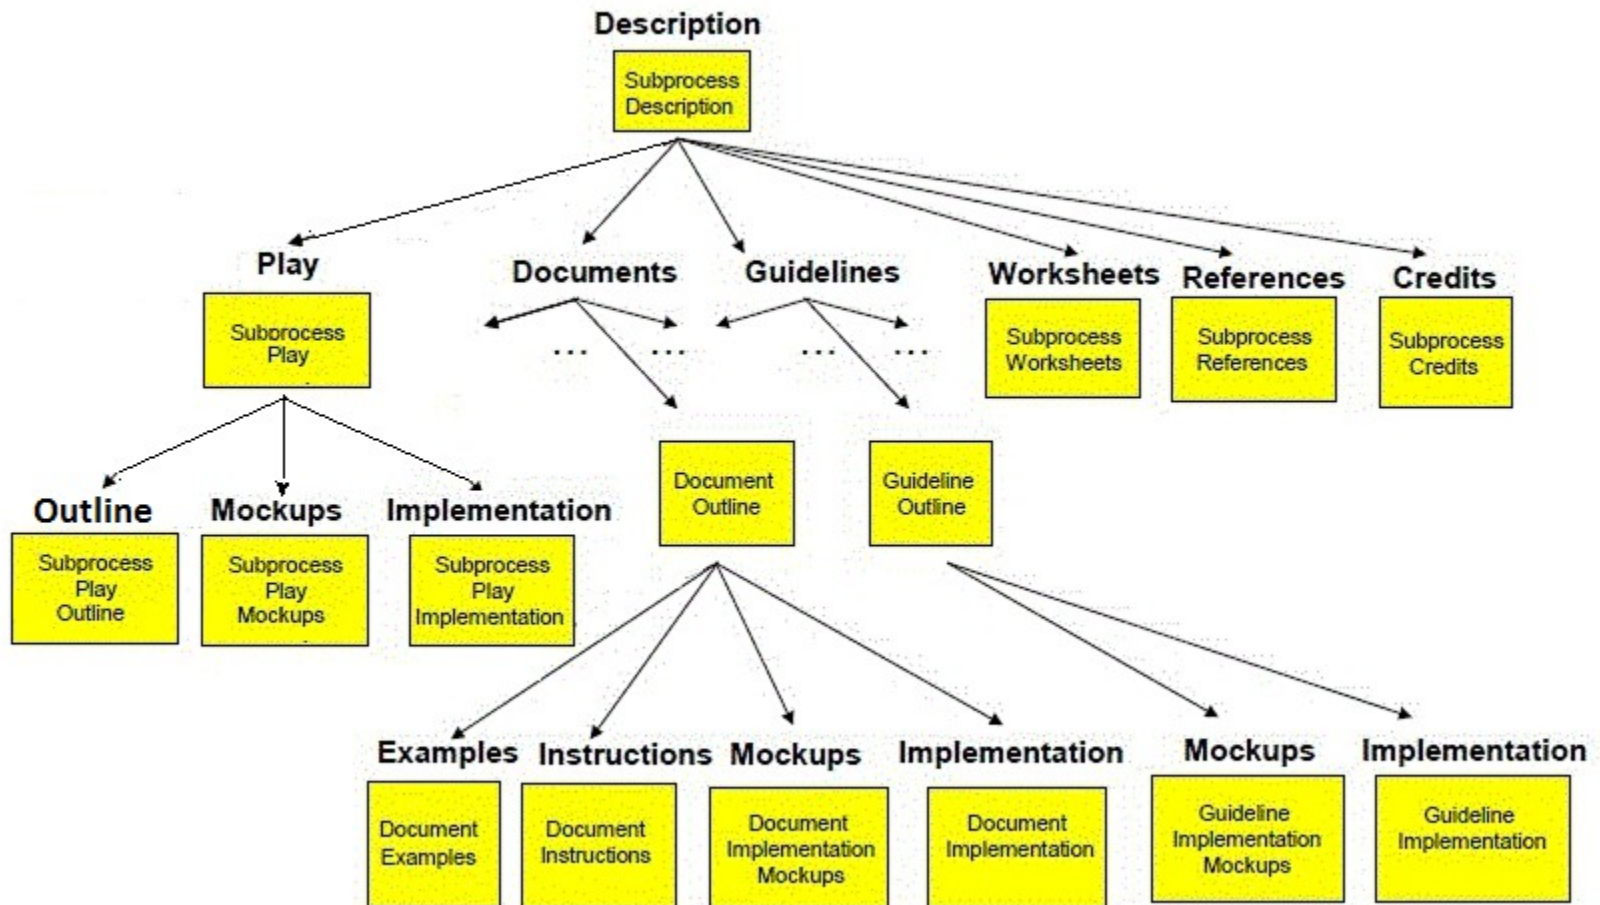 Description
Subprocess
Description
Play
Documents
Guidelines
Worksheets
References
Credits
Subprocess
Play
...
...
...
...
Subprocess
Worksheets
Subprocess
References
Subprocess
Credits
Document
Outline
Guideline
Outline
Outline
Mockups
Implementation
Subprocess
Play
Outline
Subprocess
Play
Mockups
Subprocess
Play
Implementation
Examples
Instructions
Mockups
Implementation
Mockups
Implementation
Document
Examples
Document
Instructions
Document
Implementation
Mockups
Document
Implementation
Guideline
Implementation
Mockups
Guideline
Implementation